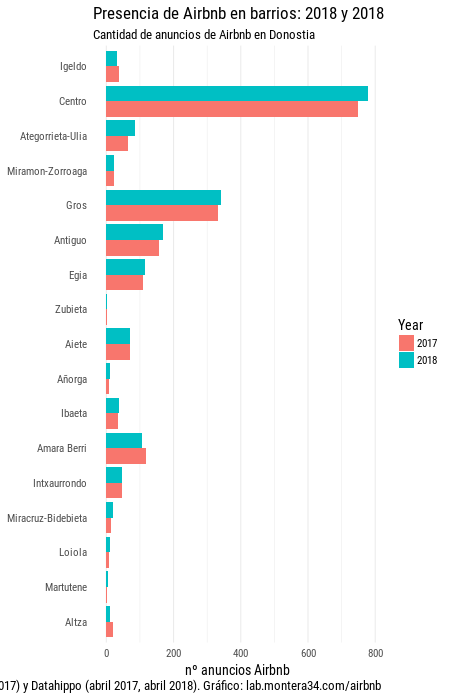 Presencia de Airbnb en barrios: 2018 y 2018
Cantidad de anuncios de Airbnb en Donostia
Igeldo
Centro
Ategorrieta-Ulia
Miramon-Zorroaga
Gros
Antiguo
Egia
Zubieta
Aiete
Añorga
Ibaeta
Amara Berri
Intxaurrondo
Miracruz-Bidebieta
Loiola
Martutene
Altza
Year
2017
2018
0 200 400 600 800
nº anuncios Airbnb
017) y Datahippo (abril 2017, abril 2018). Gráfico: lab.montera34.com/airbnb